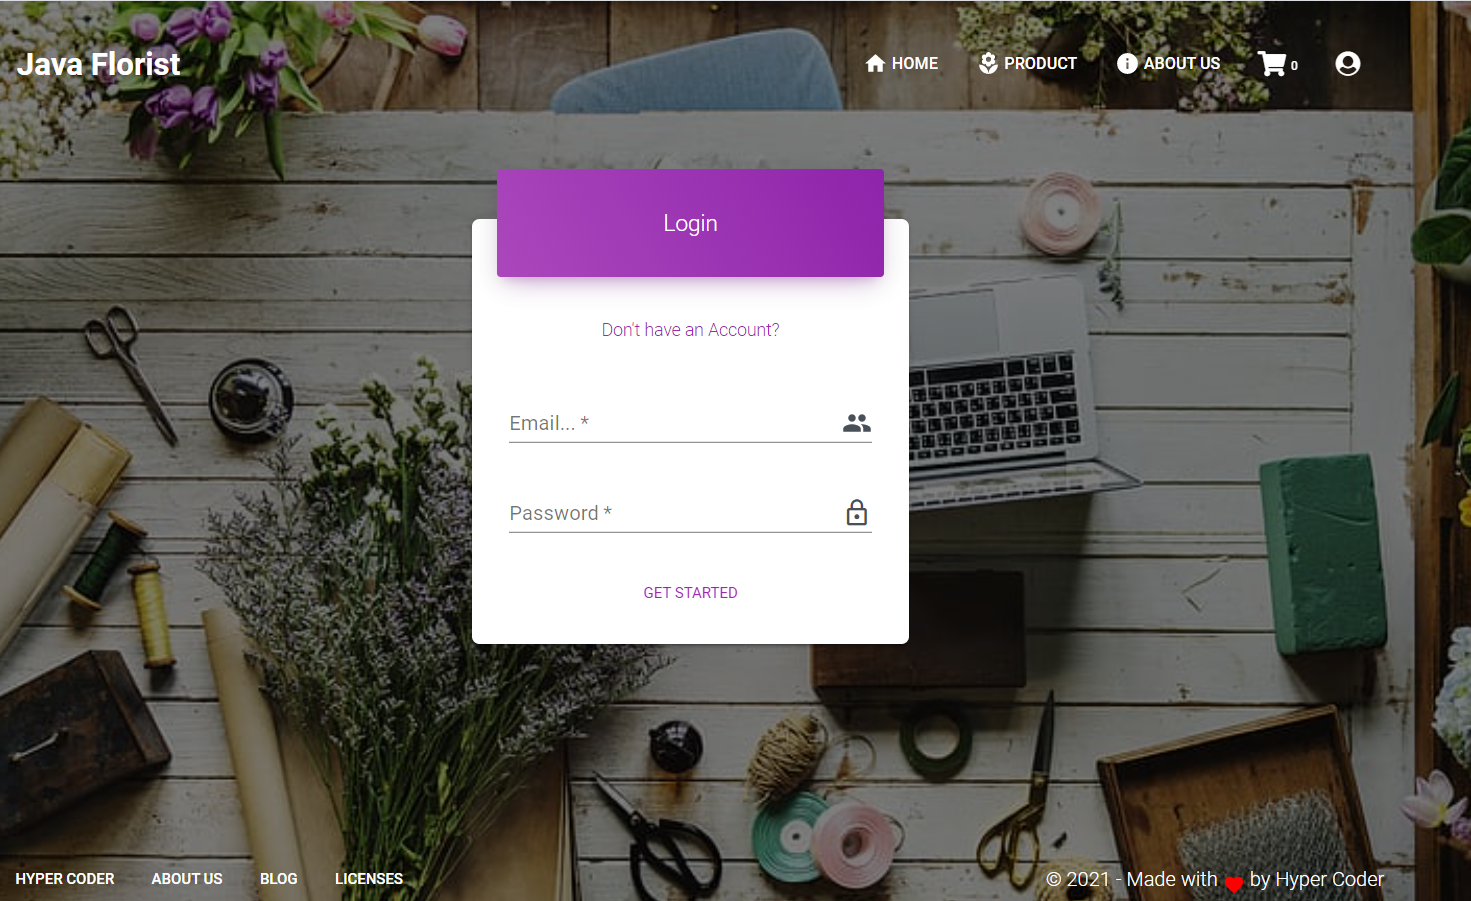 Java Florist
HOME
PRODUCT
ABOUT US
0
Login
Don't have an Account?
Email... *
Password *
GET STARTED
HYPER CODER
ABOUT US
BLOG
LICENSES
© 2021 - Made with by Hyper Coder